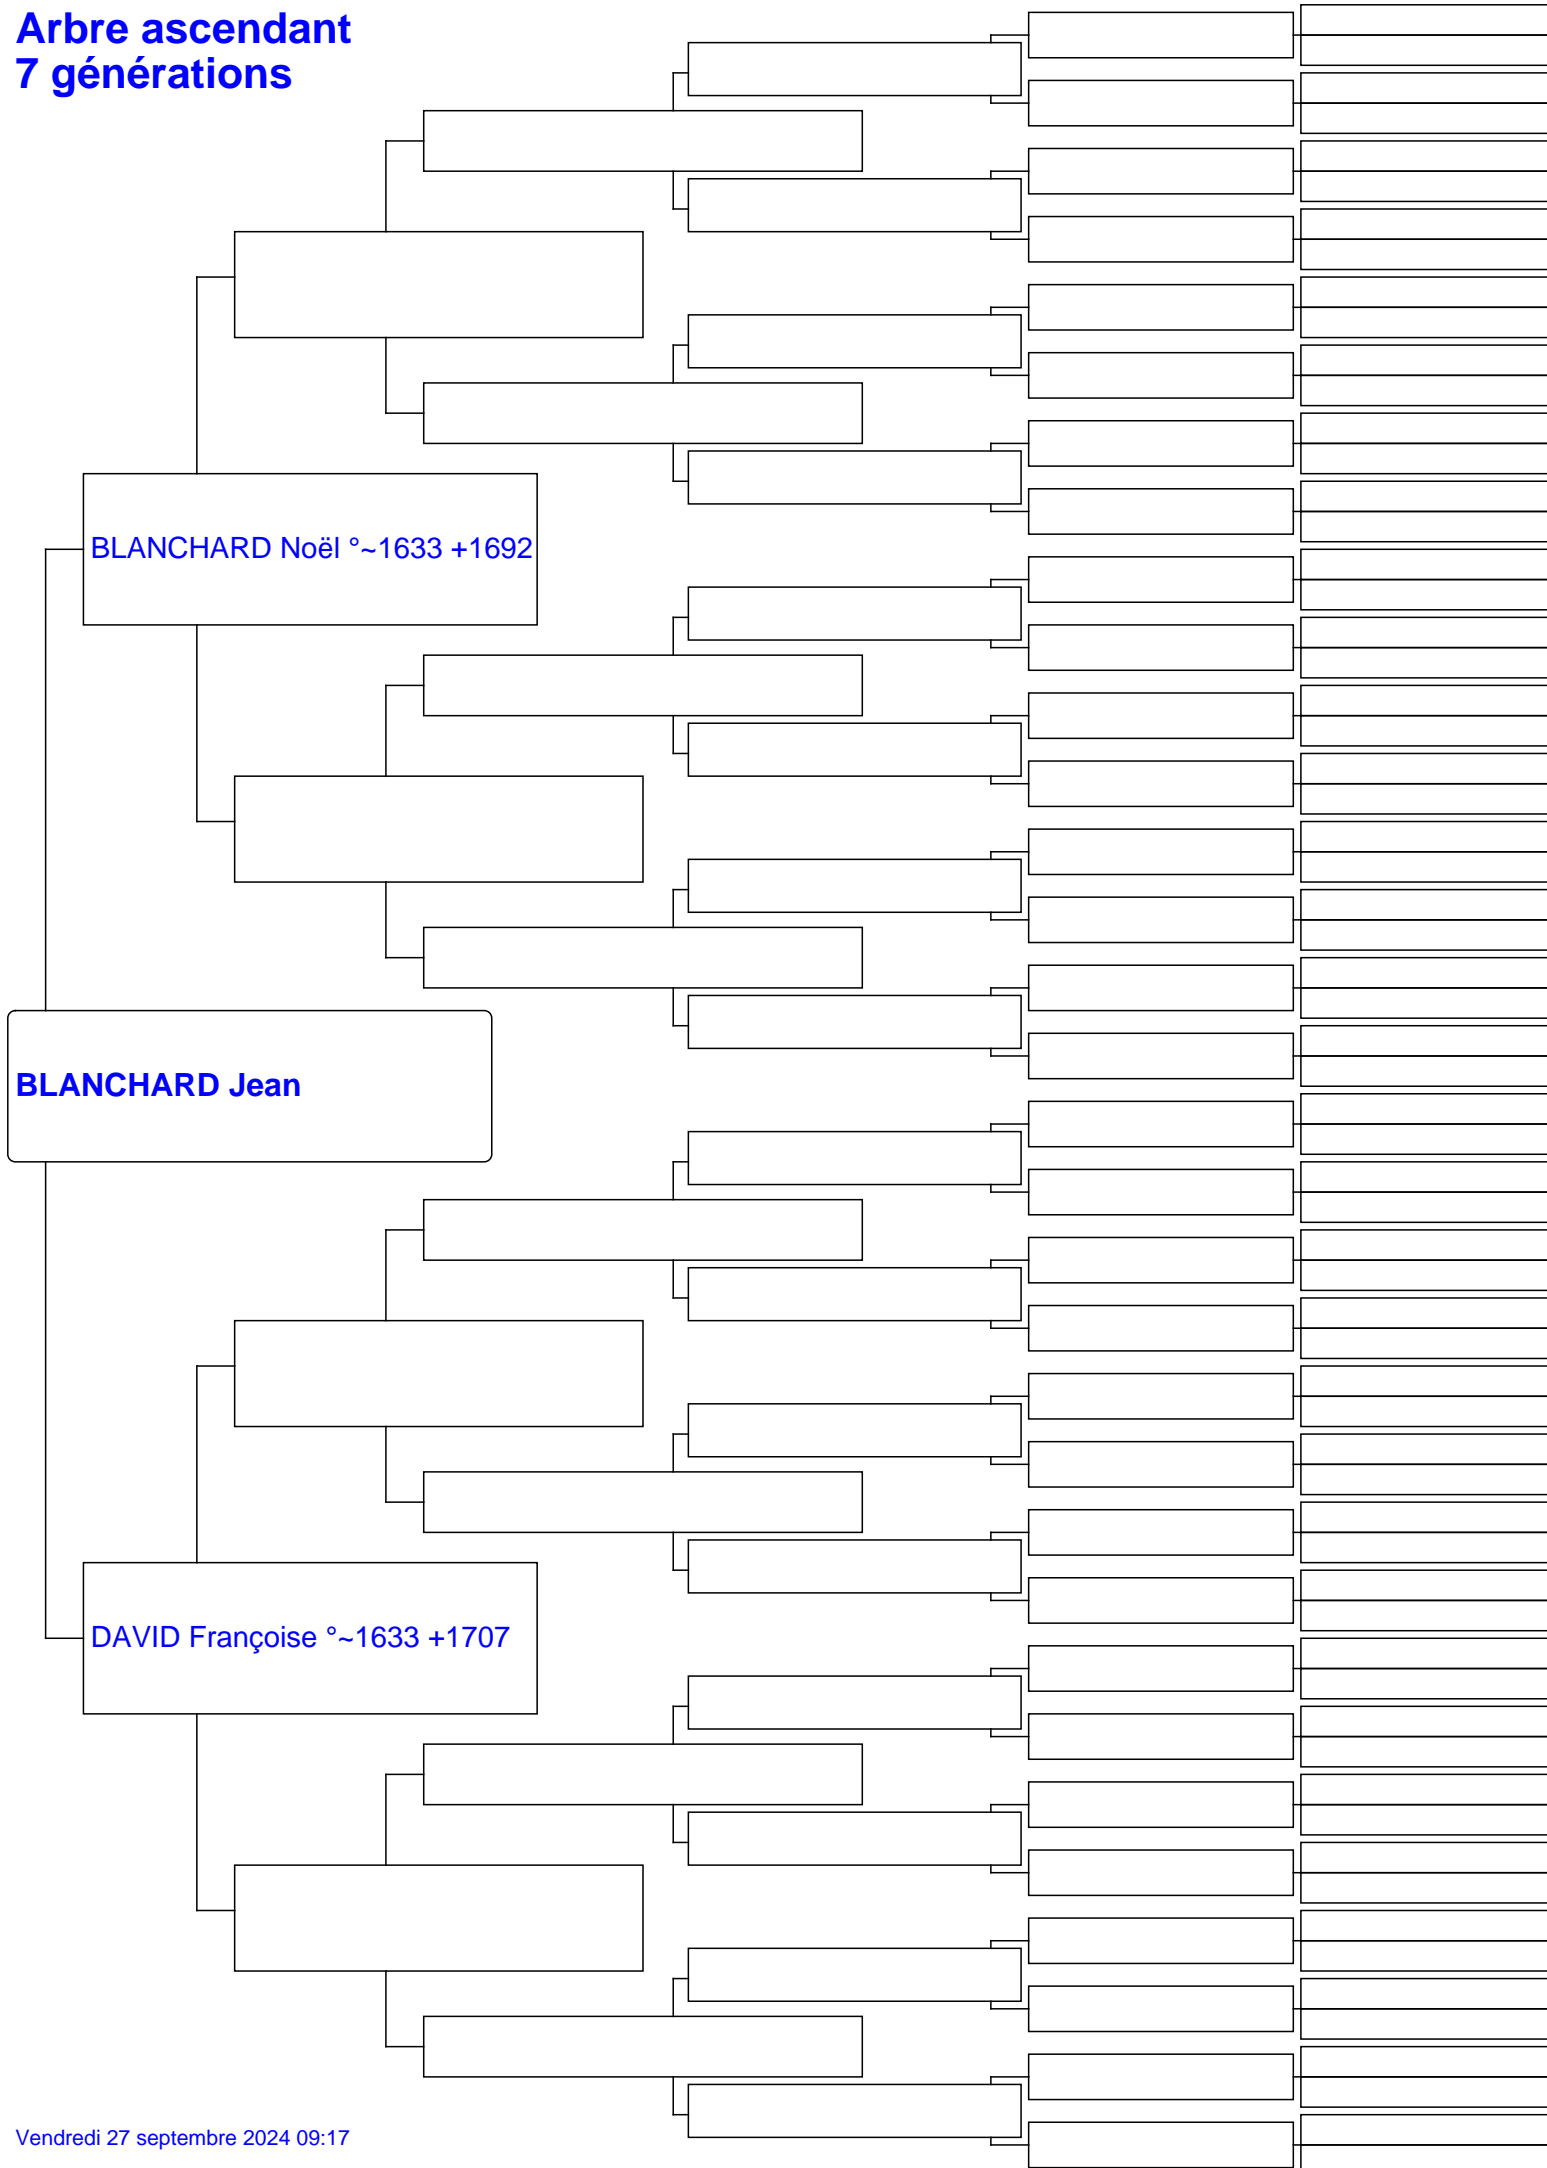 Arbre ascendant
7 générations
BLANCHARD Noël °~1633 +1692
BLANCHARD Jean
DAVID Françoise °~1633 +1707
Vendredi 27 septembre 2024 09:17